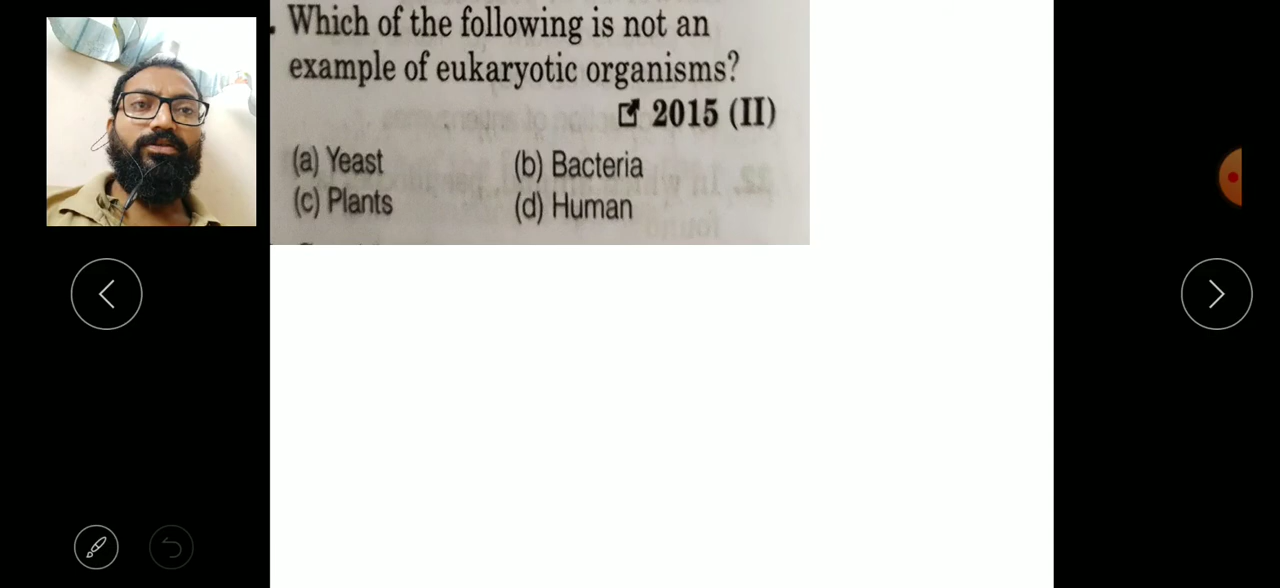 Which of the following is not an
example of eukaryotic organisms?
2015 (II)
(a) Yeast (b) Bacteria
(c) Plants (d) Human